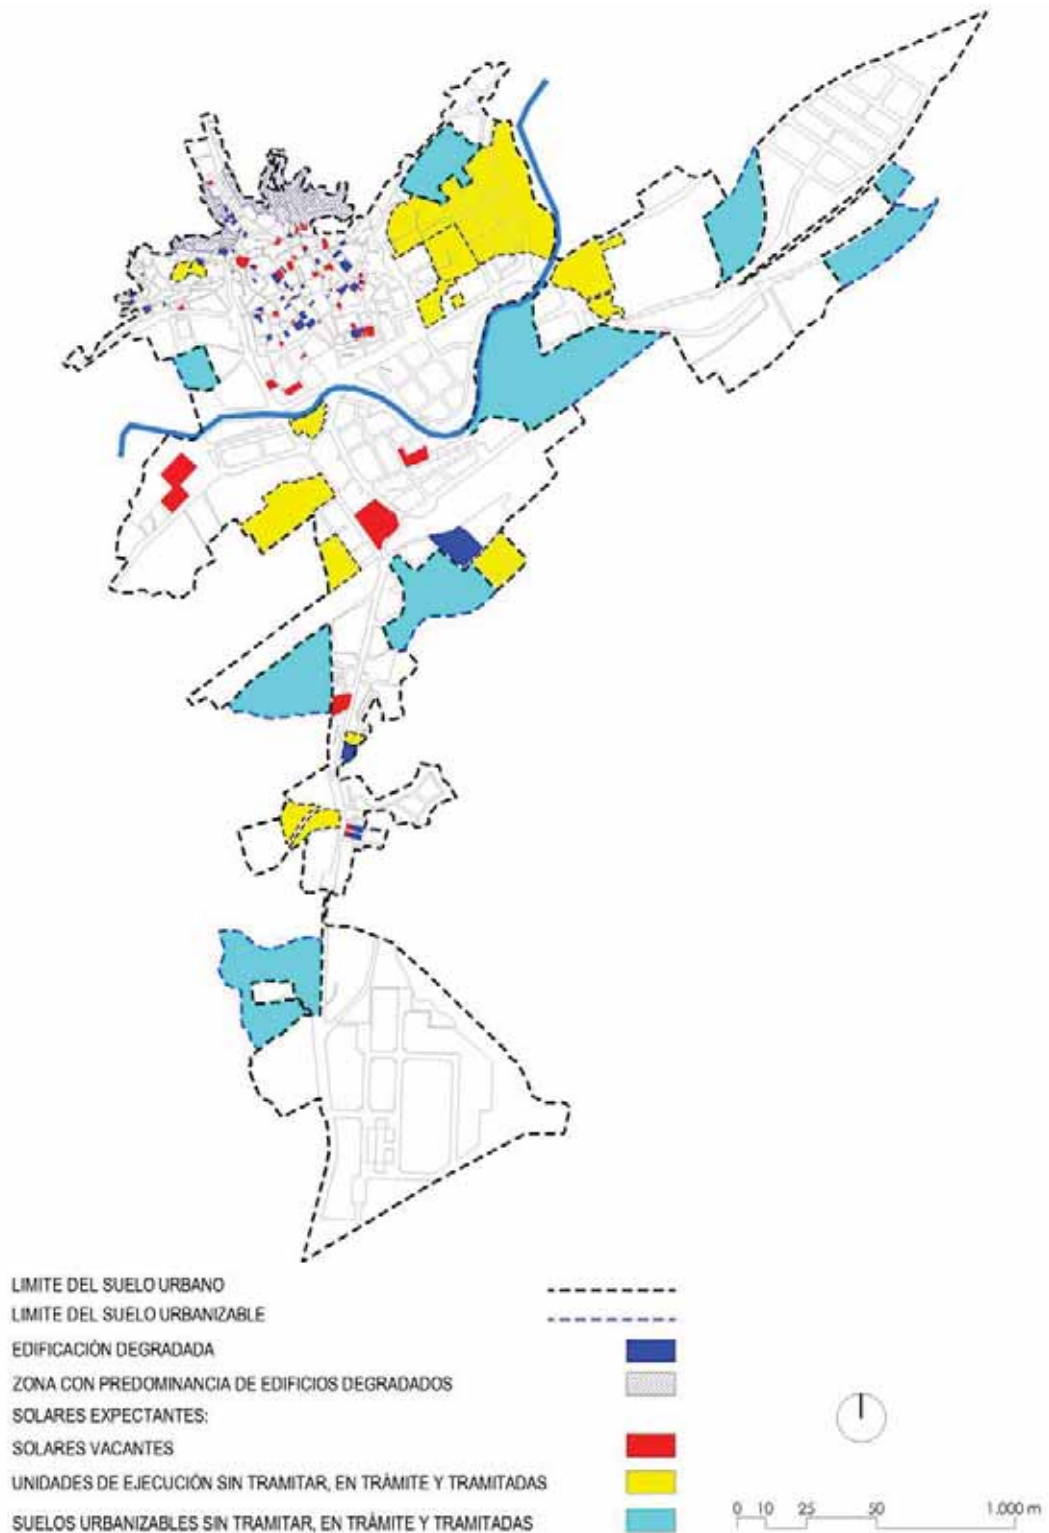 LIMITE DEL SUELO URBANO
LIMITE DEL SUELO URBANIZABLE
EDIFICACIÓN DEGRADADA
ZONA CON PREDOMINANCIA DE EDIFICIOS DEGRADADOS
SOLARES EXPECTANTES:
SOLARES VACANTES
UNIDADES DE EJECUCIÓN SIN TRAMITAR, EN TRÁMITE Y TRAMITADAS
SUELOS URBANIZABLES SIN TRAMITAR, EN TRÁMITE Y TRAMITADAS
0 10 25 50 1.000 m